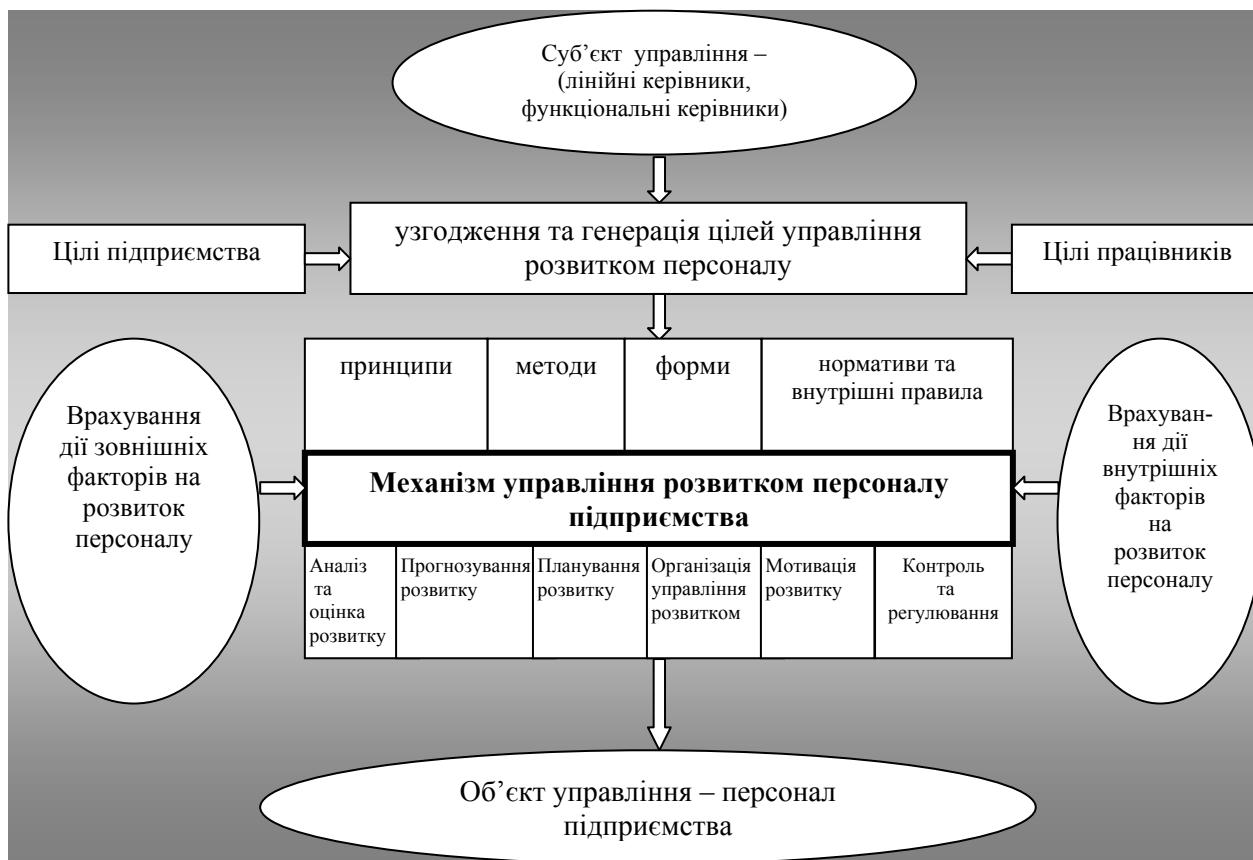 Суб’єкт управління –
(лінійні керівники,
функціональні керівники)
Цілі підприємства
узгодження та генерація цілей управління
розвитком персоналу
Цілі працівників
принципи
методи
форми
нормативи та
внутрішні правила
Врахування
дії зовнішніх
факторів на
розвиток
персоналу
Механізм управління розвитком персоналу
підприємства
Врахуван-
ня дії
внутрішніх
факторів
на
розвиток
персоналу
Аналіз
та
оцінка
розвитку
Прогнозування
розвитку
Планування
розвитку
Організація
управління
розвитком
Мотивація
розвитку
Контроль
та
регулювання
Об’єкт управління – персонал
підприємства